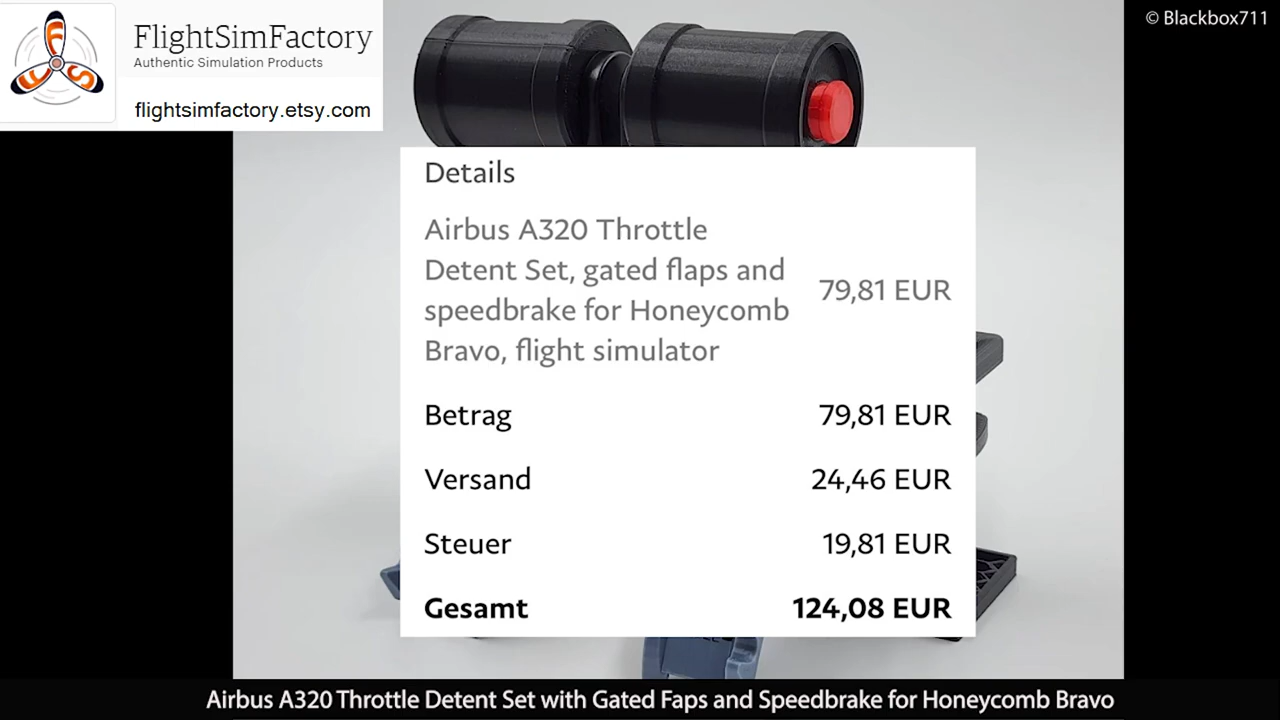 © Blackbox711
FSF
FlightSimFactory
Authentic Simulation Products
flightsimfactory.etsy.com
Details
Airbus A320 Throttle
Detent Set, gated flaps and
speedbrake for Honeycomb
Bravo, flight simulator
79,81 EUR
Betrag 79,81 EUR
Versand 24,46 EUR
Steuer 19,81 EUR
Gesamt 124,08 EUR
Airbus A320 Throttle Detent Set with Gated Faps and Speedbrake for Honeycomb Bravo